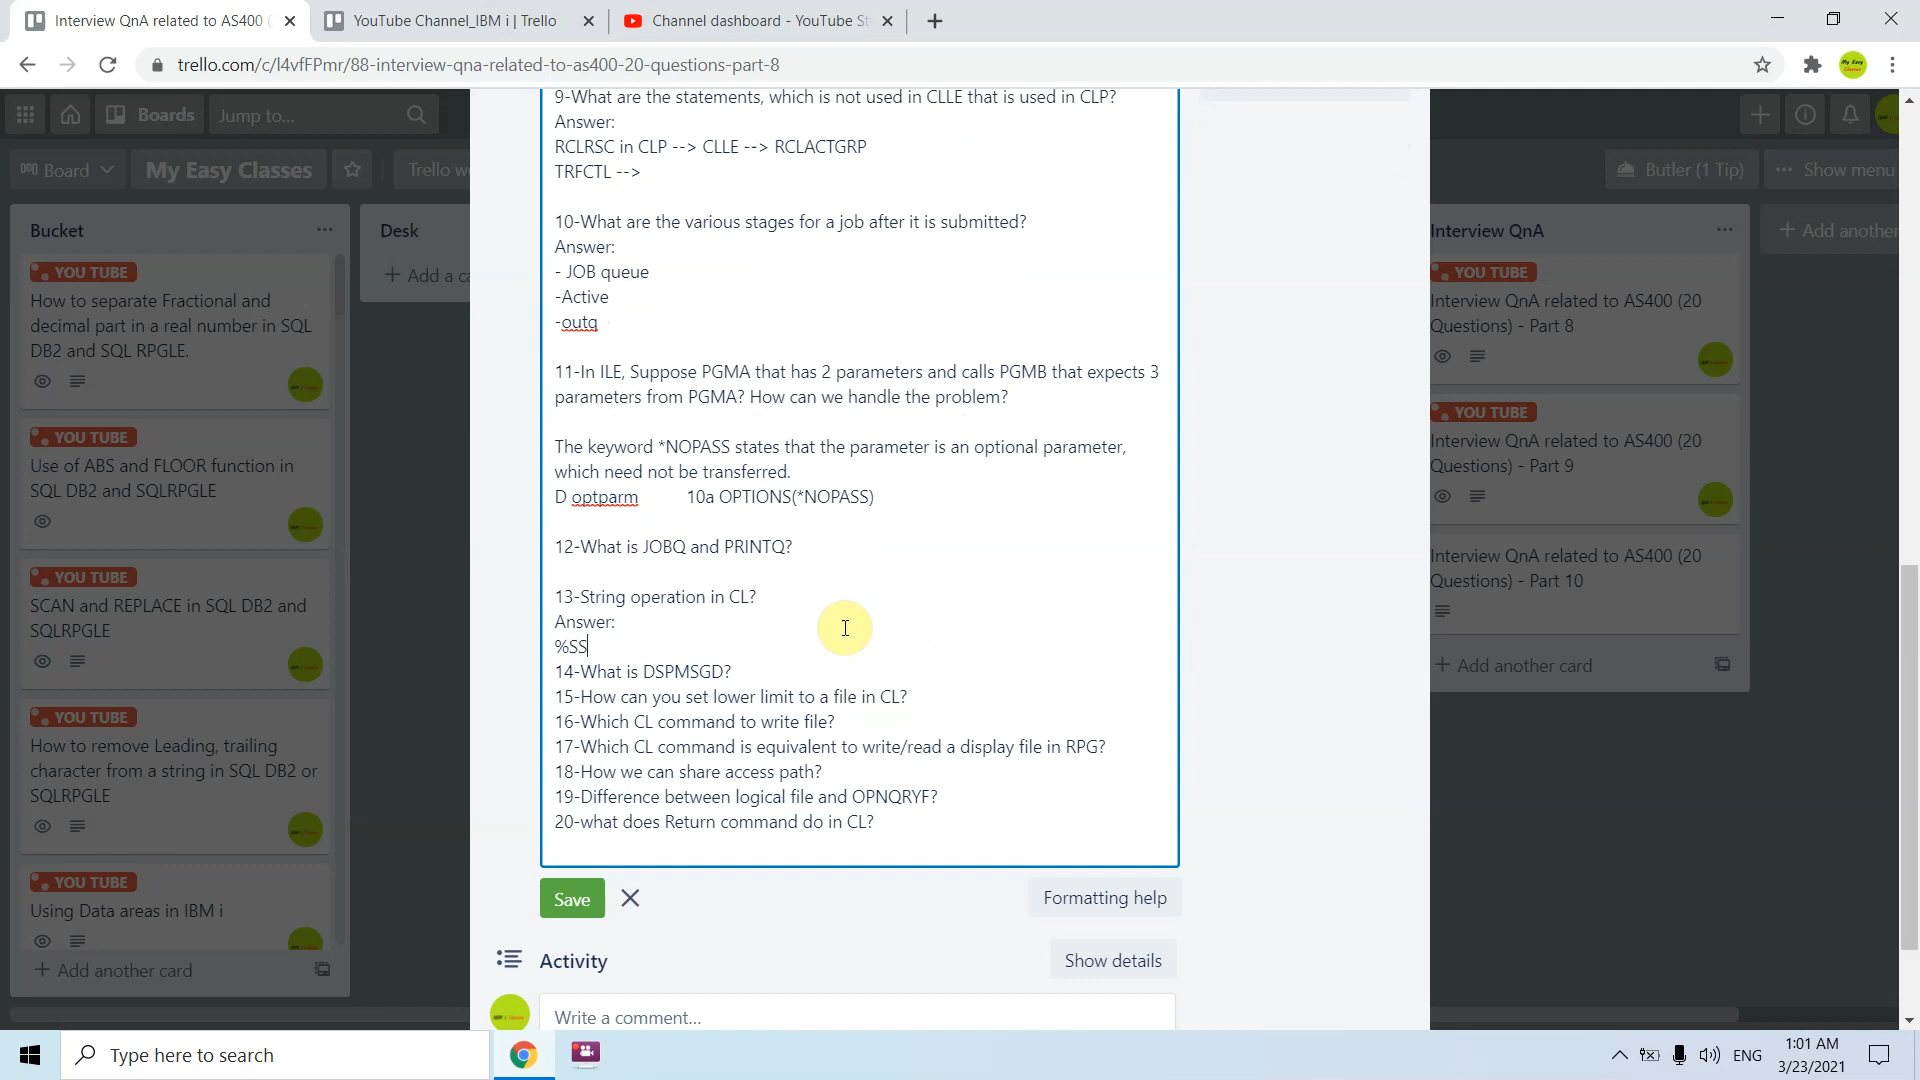 Interview QnA related to AS400 (
YouTube Channel_IBM i | Trello
Channel dashboard - YouTube St
trello.com/c/l4vfFPmr/88-interview-qna-related-to-as400-20-questions-part-8
Boards
Jump to...
Board
My Easy Classes
Trello w
Butler (1 Tip)
Show menu
Bucket
YOU TUBE
How to separate Fractional and
decimal part in a real number in SQL
DB2 and SQL RPGLE.
YOU TUBE
Use of ABS and FLOOR function in
SQL DB2 and SQLRPGLE
YOU TUBE
SCAN and REPLACE in SQL DB2 and
SQLRPGLE
YOU TUBE
How to remove Leading, trailing
character from a string in SQL DB2 or
SQLRPGLE
YOU TUBE
Using Data areas in IBM i
+ Add another card
Desk
+ Add a ca
9-What are the statements, which is not used in CLLE that is used in CLP?
Answer:
RCLRSC in CLP --> CLLE --> RCLACTGRP
TRFCTL -->
10-What are the various stages for a job after it is submitted?
Answer:
- JOB queue
-Active
-outq
11-In ILE, Suppose PGMA that has 2 parameters and calls PGMB that expects 3
parameters from PGMA? How can we handle the problem?
The keyword *NOPASS states that the parameter is an optional parameter,
which need not be transferred.
D optparm 10a OPTIONS(*NOPASS)
12-What is JOBQ and PRINTQ?
13-String operation in CL?
Answer:
%SS
14-What is DSPMSGD?
15-How can you set lower limit to a file in CL?
16-Which CL command to write file?
17-Which CL command is equivalent to write/read a display file in RPG?
18-How we can share access path?
19-Difference between logical file and OPNQRYF?
20-what does Return command do in CL?
Save
Formatting help
Activity
Show details
Write a comment...
Interview QnA
YOU TUBE
Interview QnA related to AS400 (20
Questions) - Part 8
YOU TUBE
Interview QnA related to AS400 (20
Questions) - Part 9
Interview QnA related to AS400 (20
Questions) - Part 10
+ Add another card
+ Add another
Type here to search
ENG
1:01 AM
3/23/2021